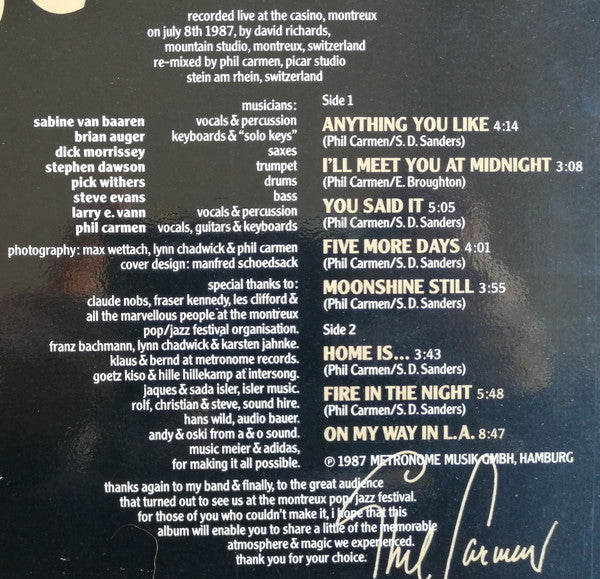 recorded live at the casino, montreux
on july 8th 1987, by david richards,
mountain studio, montreux, switzerland
re-mixed by phil carmen, picar studio
stein am rhein, switzerland
musicians:
sabine van baaren vocals & percussion
brian auger keyboards & "solo keys"
dick morrissey saxes
stephen dawson trumpet
pick withers drums
steve evans bass
larry e. vann vocals & percussion
phil carmen vocals, guitars & keyboards
photography: max wettach, lynn chadwick & phil carmen
cover design: manfred schoedsack
special thanks to:
claude nobs, fraser kennedy, les clifford &
all the marvellous people at the montreux
pop/jazz festival organisation.
franz bachmann, lynn chadwick & karsten jahnke.
klaus & bernd at metronome records.
goetz kiso & hille hillekamp at intersong.
jaques & sada isler, isler music.
rolf, christian & steve, sound hire.
hans wild, audio bauer.
andy & oski from a & o sound.
music meier & adidas,
for making it all possible.
Side 1
ANYTHING YOU LIKE 4:14
(Phil Carmen/S. D. Sanders)
I'LL MEET YOU AT MIDNIGHT 3:08
(Phil Carmen/E. Broughton)
YOU SAID IT 5:05
(Phil Carmen/S. D. Sanders)
FIVE MORE DAYS 4:01
(Phil Carmen/S. D. Sanders)
MOONSHINE STILL 3:55
(Phil Carmen/S. D. Sanders)
Side 2
HOME IS... 3:43
(Phil Carmen/S. D. Sanders)
FIRE IN THE NIGHT 5:48
(Phil Carmen/S. D. Sanders)
ON MY WAY IN L.A. 8:47
℗ 1987 METRONOME MUSIK GMBH, HAMBURG
thanks again to my band & finally, to the great audience
that turned out to see us at the montreux pop/jazz festival.
for those of you who couldn't make it, i hope that this
album will enable you to share a little of the memorable
atmosphere & magic we experienced.
thank you for your choice.
Phil Carmen